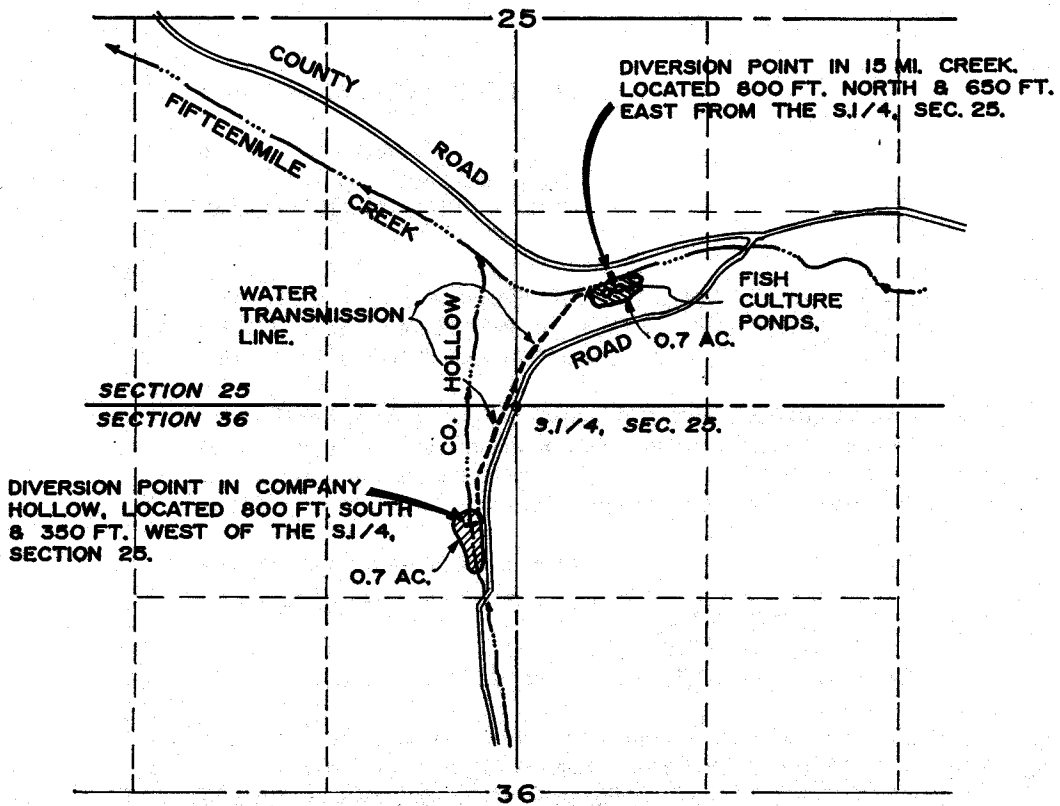 25
COUNTY
ROAD
DIVERSION POINT IN 15 MI. CREEK.
LOCATED 800 FT. NORTH & 650 FT.
EAST FROM THE S.1/4, SEC. 25.
FIFTEENMILE
CREEK
WATER
TRANSMISSION
LINE.
FISH
CULTURE
PONDS.
0.7 AC.
ROAD
CO. HOLLOW
SECTION 25
SECTION 36
S.1/4, SEC. 25.
DIVERSION POINT IN COMPANY
HOLLOW, LOCATED 800 FT. SOUTH
& 350 FT. WEST OF THE S.1/4,
SECTION 25.
0.7 AC.
36